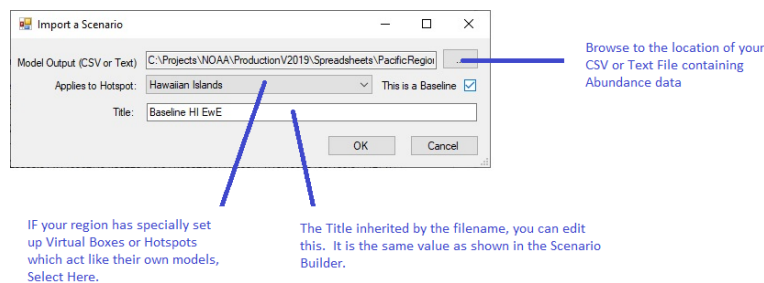 Import a Scenario
Model Output (CSV or Text) C:\Projects\NOAA\ProductionV2019\Spreadsheets\PacificRegion ...
Applies to Hotspot: Hawaiian Islands This is a Baseline
Title: Baseline HI EwE
OK Cancel
Browse to the location of your
CSV or Text File containing
Abundance data
IF your region has specially set
up Virtual Boxes or Hotspots
which act like their own models,
Select Here.
The Title inherited by the filename, you can edit
this. It is the same value as shown in the Scenario
Builder.